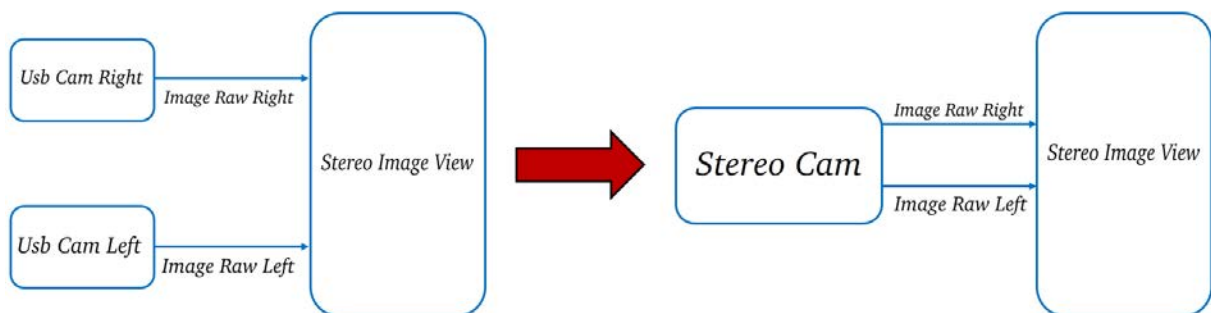 Usb Cam Right
Image Raw Right
Stereo Image View
Usb Cam Left
Image Raw Left
Stereo Cam
Image Raw Right
Image Raw Left
Stereo Image View